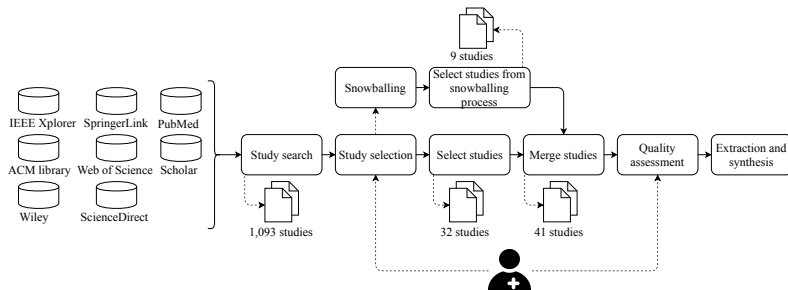 9 studies
Snowballing
Select studies from
snowballing
process
IEEE Xplorer
SpringerLink
PubMed
ACM library
Web of Science
Scholar
Wiley
ScienceDirect
Study search
Study selection
Select studies
Merge studies
Quality
assessment
Extraction and
synthesis
1,093 studies
32 studies
41 studies